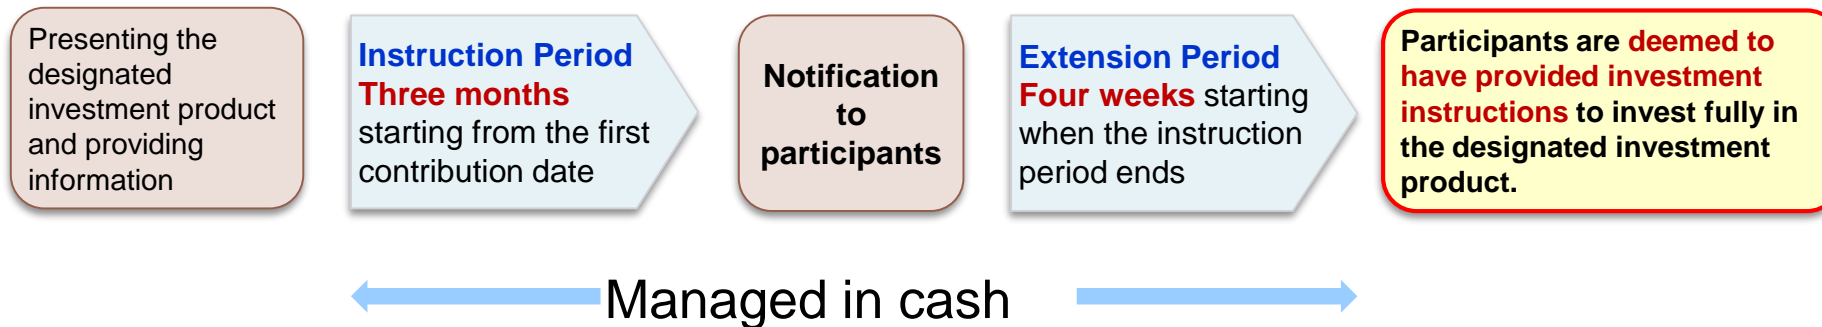 Presenting the
designated
investment product
and providing
information
Instruction Period
Three months
starting from the first
contribution date
Notification
to
participants
Extension Period
Four weeks starting
when the instruction
period ends
Participants are deemed to
have provided investment
instructions to invest fully in
the designated investment
product.
Managed in cash